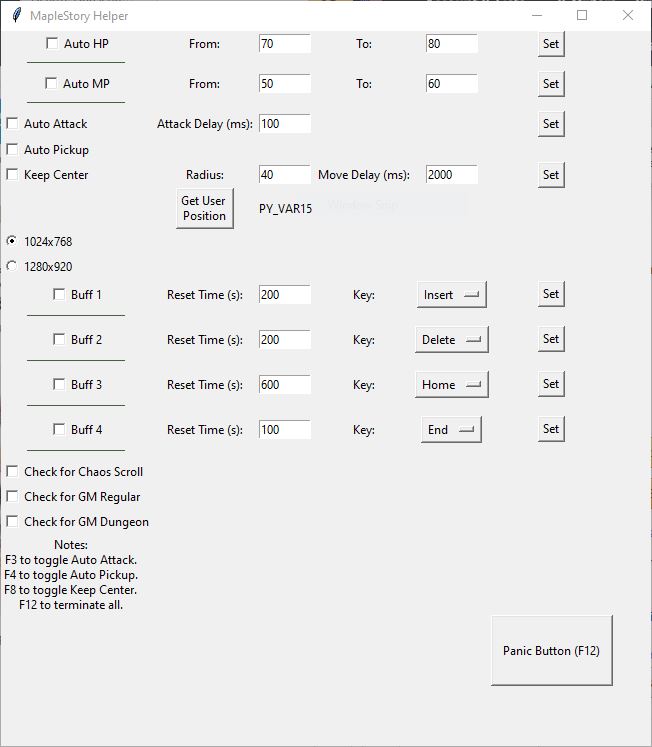 MapleStory Helper
Auto HP From: 70 To: 80 Set
Auto MP From: 50 To: 60 Set
Auto Attack Attack Delay (ms): 100 Set
Auto Pickup
Keep Center Radius: 40 Move Delay (ms): 2000 Set
Get User
Position
PY_VAR15
Window Snip
1024x768
1280x920
Buff 1 Reset Time (s): 200 Key: Insert Set
Buff 2 Reset Time (s): 200 Key: Delete Set
Buff 3 Reset Time (s): 600 Key: Home Set
Buff 4 Reset Time (s): 100 Key: End Set
Check for Chaos Scroll
Check for GM Regular
Check for GM Dungeon
Notes:
F3 to toggle Auto Attack.
F4 to toggle Auto Pickup.
F8 to toggle Keep Center.
F12 to terminate all.
Panic Button (F12)